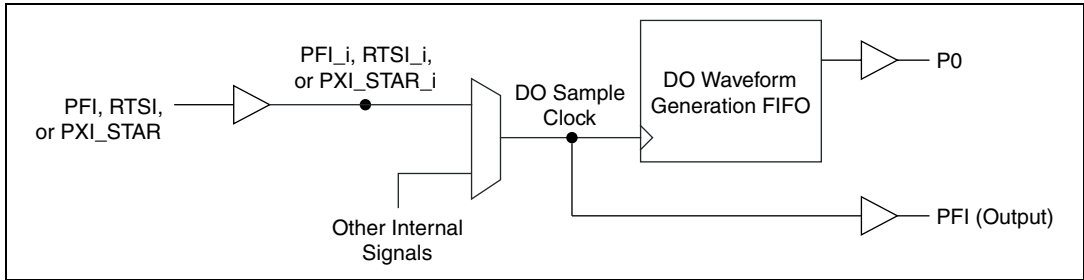 PFI, RTSI,
or PXI_STAR
PFI_i, RTSI_i,
or PXI_STAR_i
Other Internal
Signals
DO Sample
Clock
DO Waveform
Generation FIFO
P0
PFI (Output)